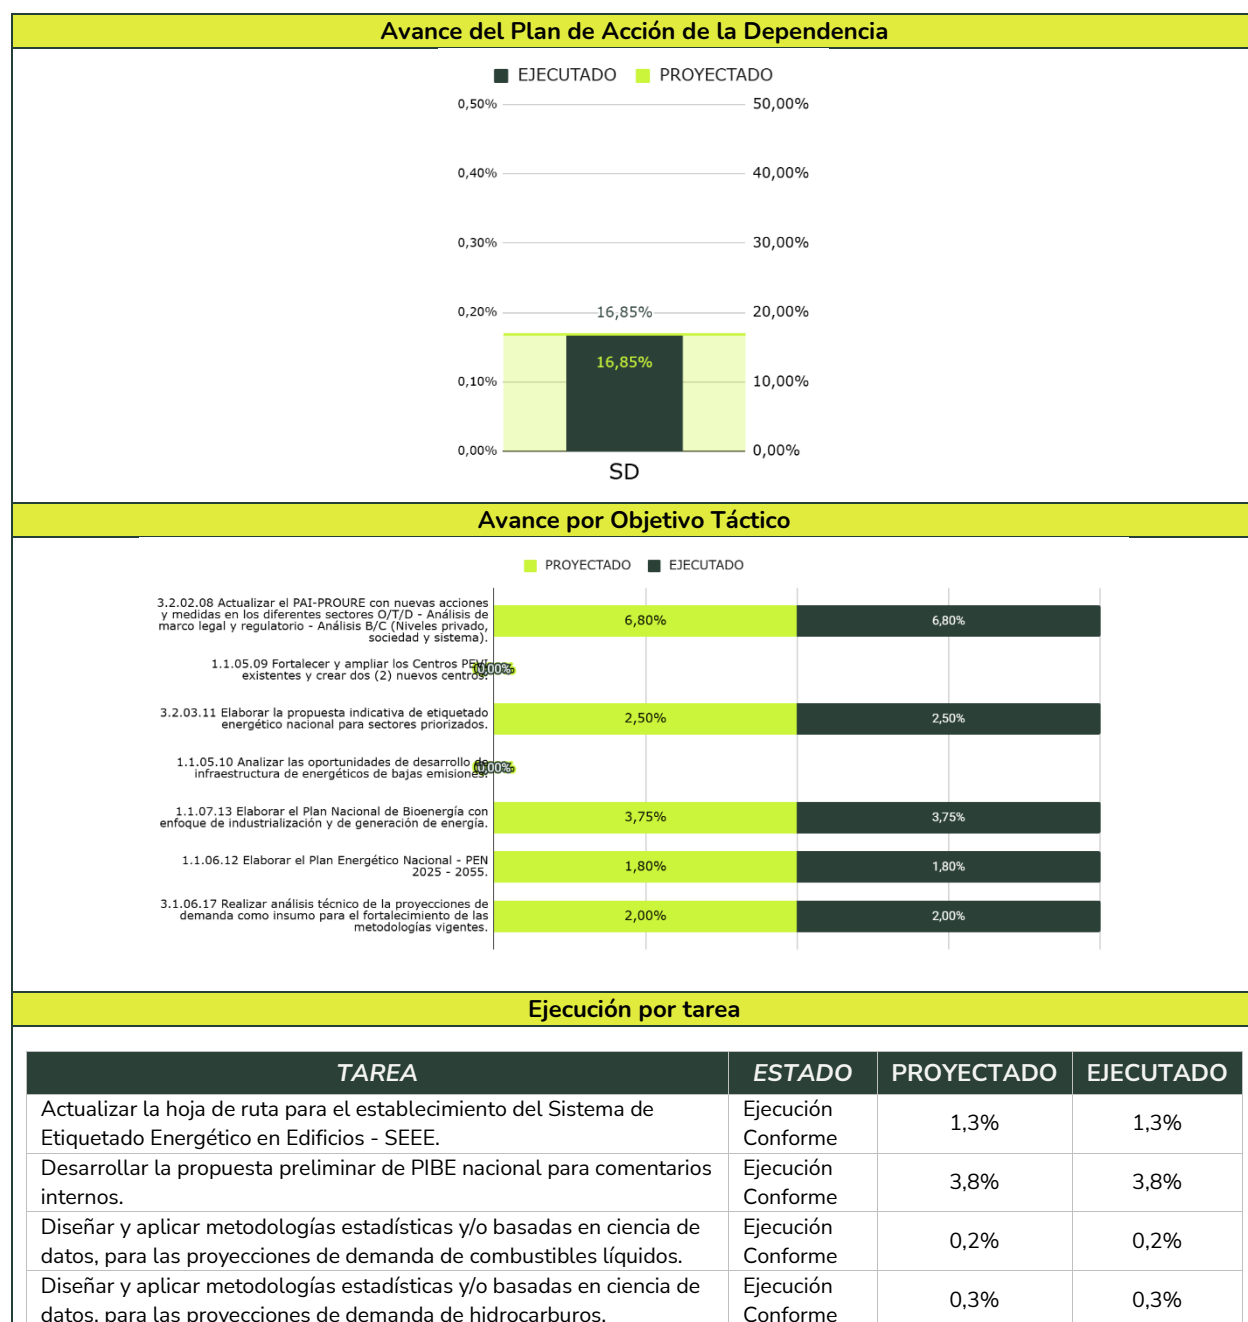 Avance del Plan de Acción de la Dependencia
EJECUTADO PROYECTADO
0,50% 50,00%
0,40% 40,00%
0,30% 30,00%
0,20% 16,85% 20,00%
16,85%
0,10% 10,00%
0,00% 0,00%
SD
Avance por Objetivo Táctico
PROYECTADO EJECUTADO
3.2.02.08 Actualizar el PAI-PROURE con nuevas acciones
y medidas en los diferentes sectores O/T/D - Análisis de
marco legal y regulatorio - Análisis B/C (Niveles privado,
sociedad y sistema).
6,80% 6,80%
1.1.05.09 Fortalecer y ampliar los Centros PEVI
existentes y crear dos (2) nuevos centros.
0,00%
3.2.03.11 Elaborar la propuesta indicativa de etiquetado
energético nacional para sectores priorizados.
2,50% 2,50%
1.1.05.10 Analizar las oportunidades de desarrollo de
infraestructura de energéticos de bajas emisiones.
0,00%
1.1.07.13 Elaborar el Plan Nacional de Bioenergía con
enfoque de industrialización y de generación de energía.
3,75% 3,75%
1.1.06.12 Elaborar el Plan Energético Nacional - PEN
2025 - 2055.
1,80% 1,80%
3.1.06.17 Realizar análisis técnico de la proyecciones de
demanda como insumo para el fortalecimiento de las
metodologías vigentes.
2,00% 2,00%
Ejecución por tarea
TAREA ESTADO PROYECTADO EJECUTADO
Actualizar la hoja de ruta para el establecimiento del Sistema de
Etiquetado Energético en Edificios - SEEE.
Ejecución
Conforme
1,3% 1,3%
Desarrollar la propuesta preliminar de PIBE nacional para comentarios
internos.
Ejecución
Conforme
3,8% 3,8%
Diseñar y aplicar metodologías estadísticas y/o basadas en ciencia de
datos, para las proyecciones de demanda de combustibles líquidos.
Ejecución
Conforme
0,2% 0,2%
Diseñar y aplicar metodologías estadísticas y/o basadas en ciencia de
datos, para las proyecciones de demanda de hidrocarburos.
Ejecución
Conforme
0,3% 0,3%